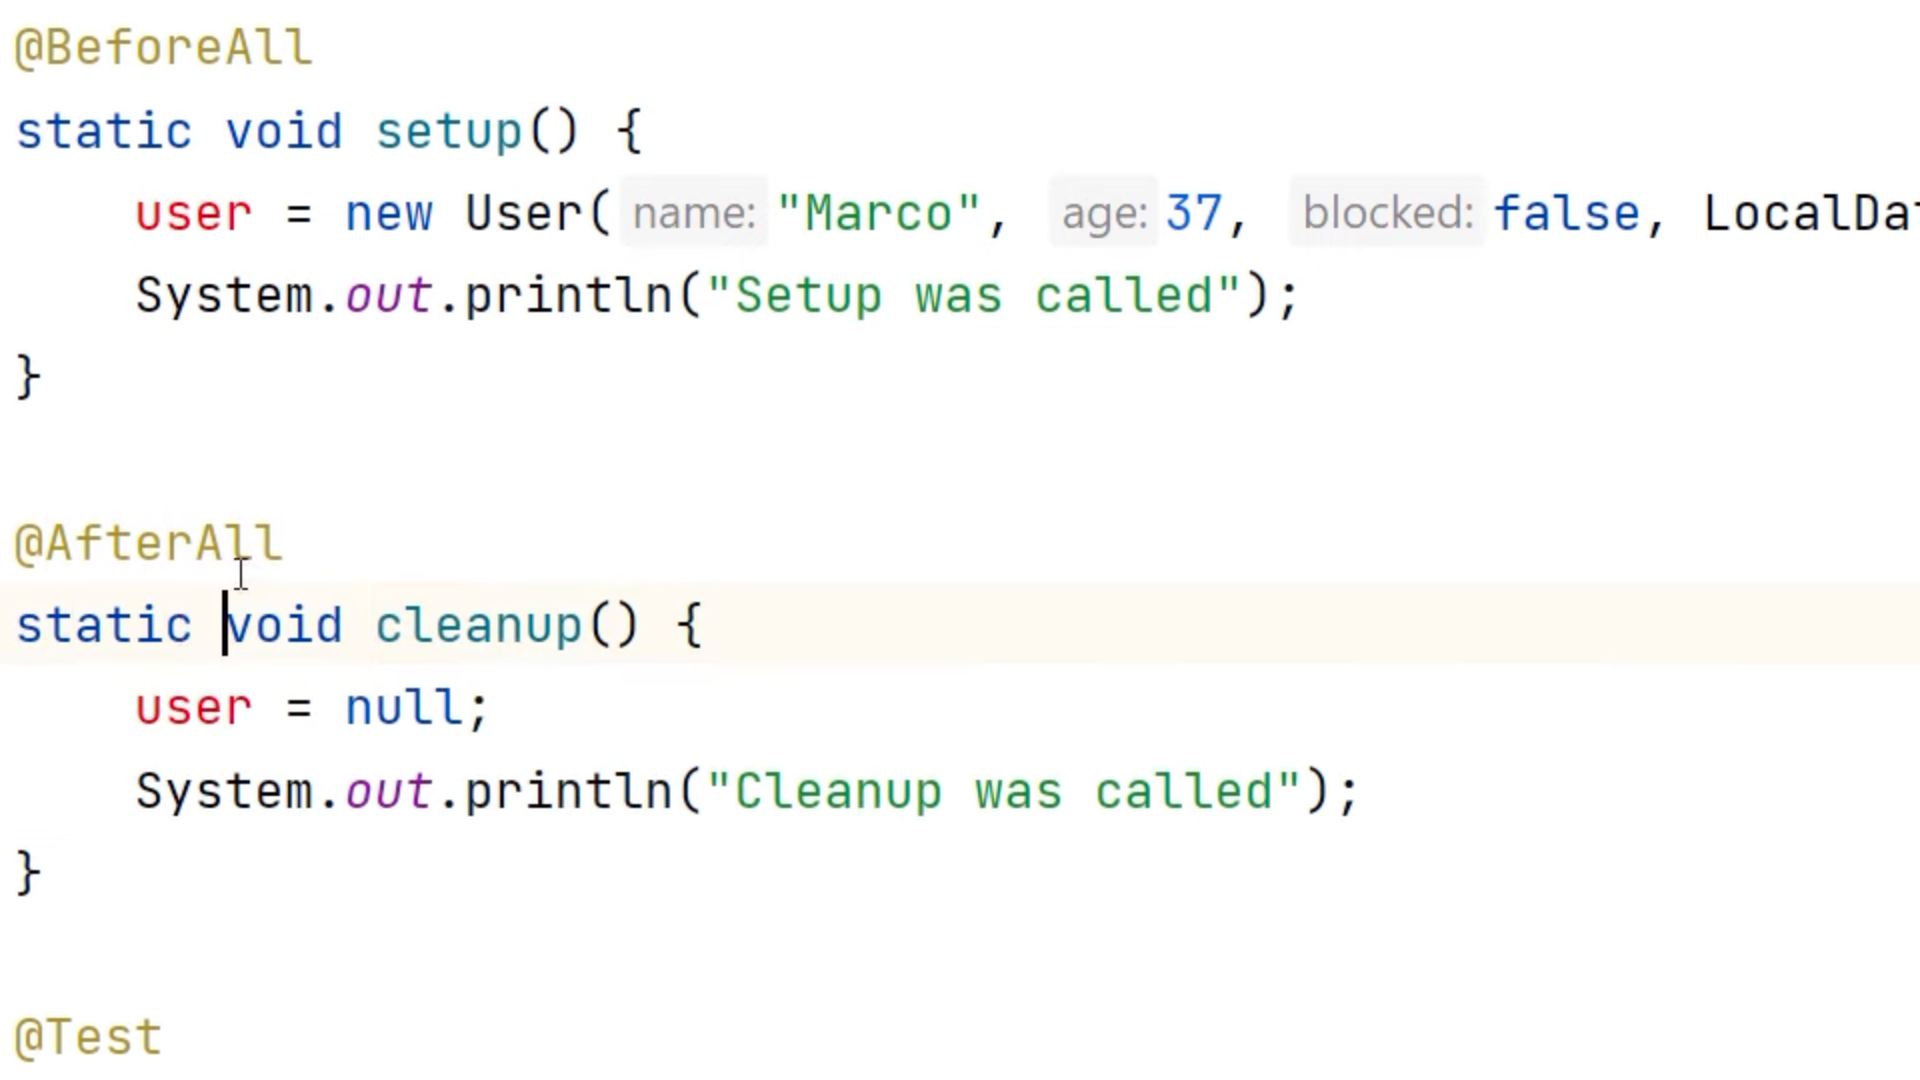 @BeforeAll
static void setup() {
user = new User( name: "Marco", age: 37, blocked: false, LocalDat
System.out.println("Setup was called");
}
@AfterAll
static void cleanup() {
user = null;
System.out.println("Cleanup was called");
}
@Test